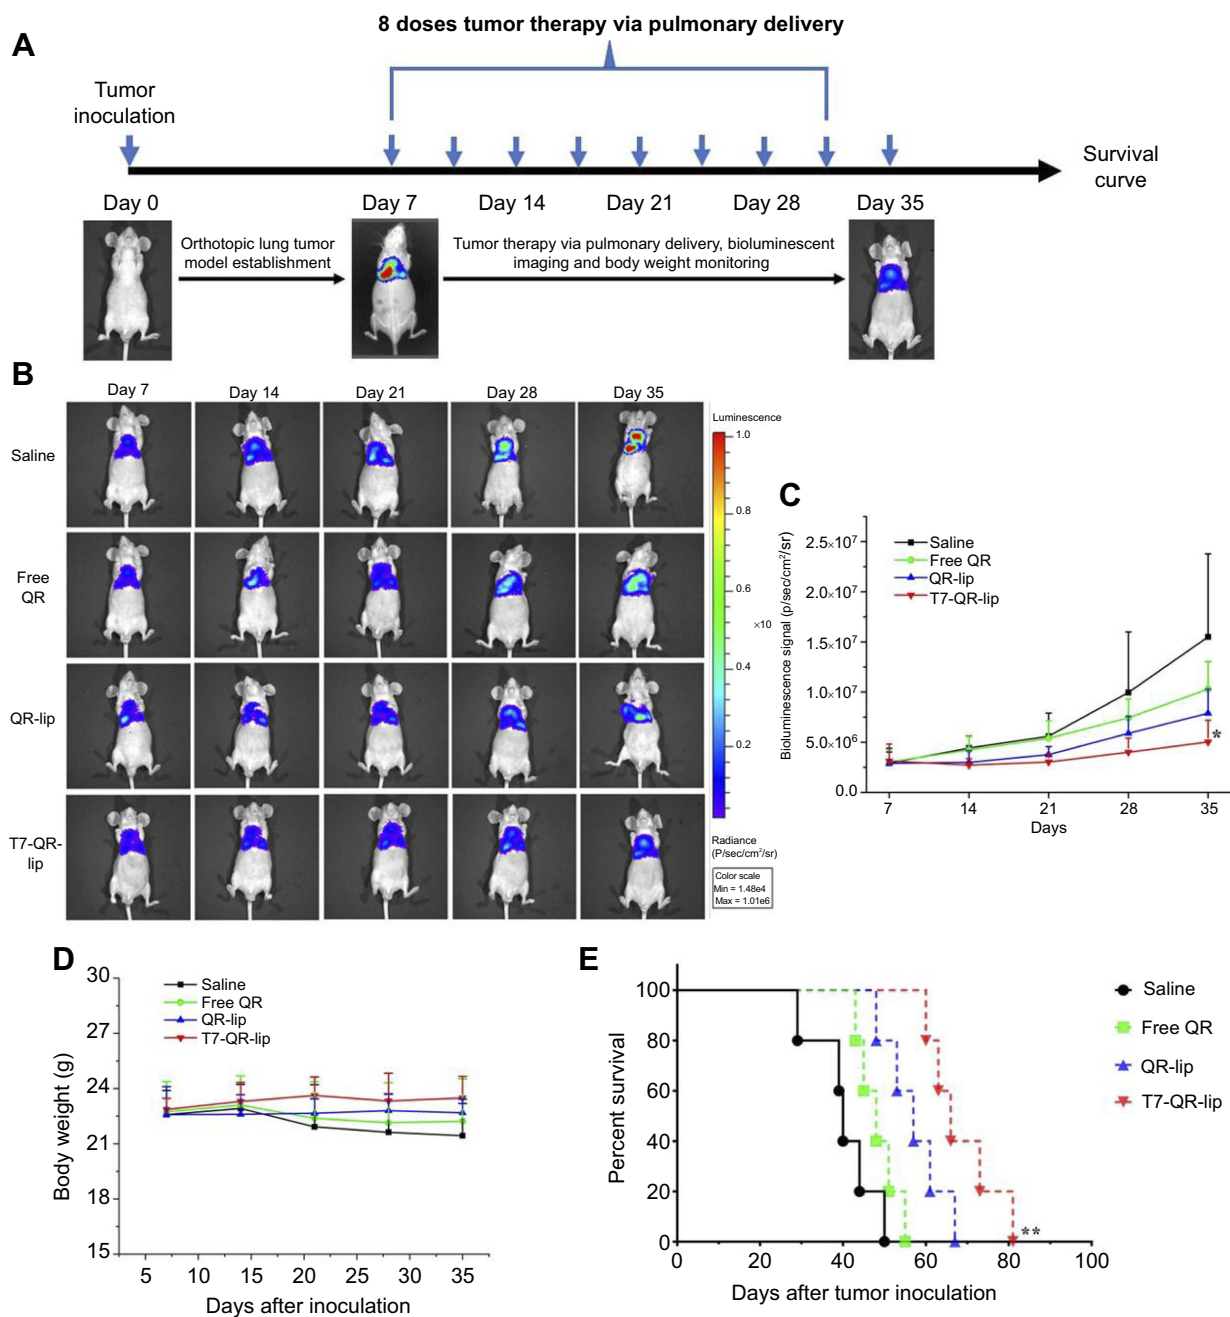 A
8 doses tumor therapy via pulmonary delivery
Tumor
inoculation
Survival
curve
Day 0
Day 7
Day 14
Day 21
Day 28
Day 35
Orthotopic lung tumor
model establishment
Tumor therapy via pulmonary delivery, bioluminescent
imaging and body weight monitoring
B
Day 7
Day 14
Day 21
Day 28
Day 35
Saline
Free
QR
QR-lip
T7-QR-
lip
Luminescence
1.0
0.8
0.6
×10
0.4
0.2
Radiance
(P/sec/cm²/sr)
Color scale
Min = 1.48e4
Max = 1.01e6
C
Bioluminescence signal (p/sec/cm²/sr)
2.5×10⁷
2.0×10⁷
1.5×10⁷
1.0×10⁷
5.0×10⁶
0.0
Saline
Free QR
QR-lip
T7-QR-lip
*
7
14
21
28
35
Days
D
Body weight (g)
30
27
24
21
18
15
Saline
Free QR
QR-lip
T7-QR-lip
5
10
15
20
25
30
35
Days after inoculation
E
Percent survival
100
80
60
40
20
0
**
0
20
40
60
80
100
Days after tumor inoculation
Saline
Free QR
QR-lip
T7-QR-lip